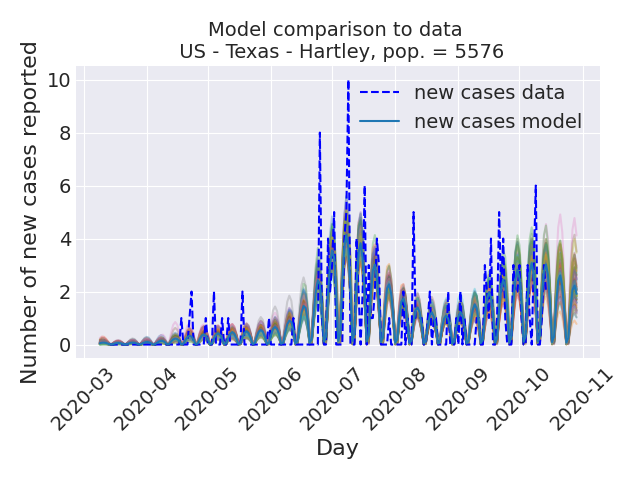 Model comparison to data
US - Texas - Hartley, pop. = 5576
Number of new cases reported
10
8
6
4
2
0
new cases data
new cases model
2020-03
2020-04
2020-05
2020-06
2020-07
2020-08
2020-09
2020-10
2020-11
Day